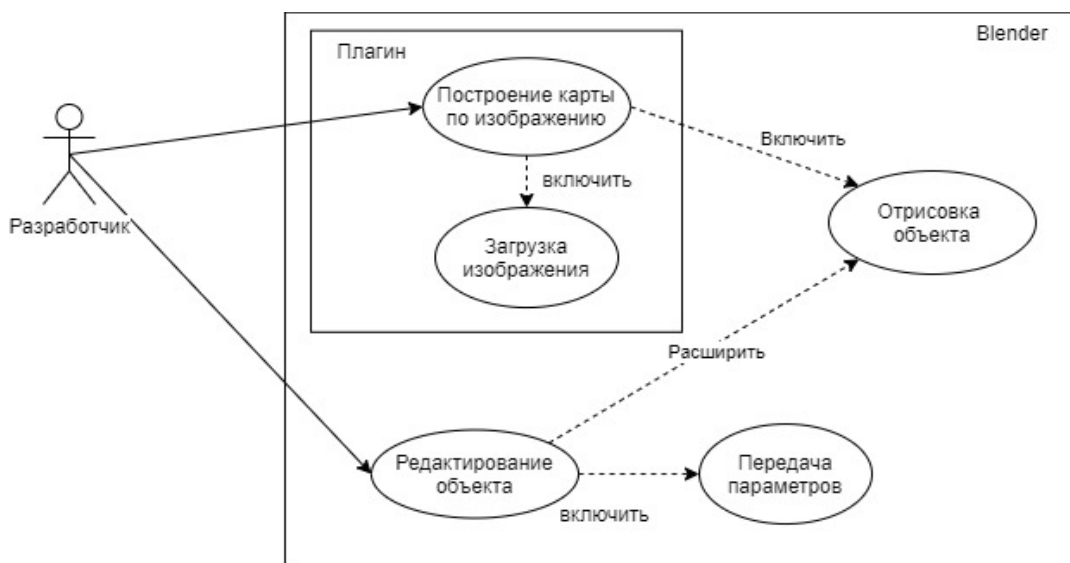 Blender
Плагин
Построение карты
по изображению
Включить
включить
Разработчик
Отрисовка
объекта
Загрузка
изображения
Расширить
Редактирование
объекта
Передача
параметров
включить